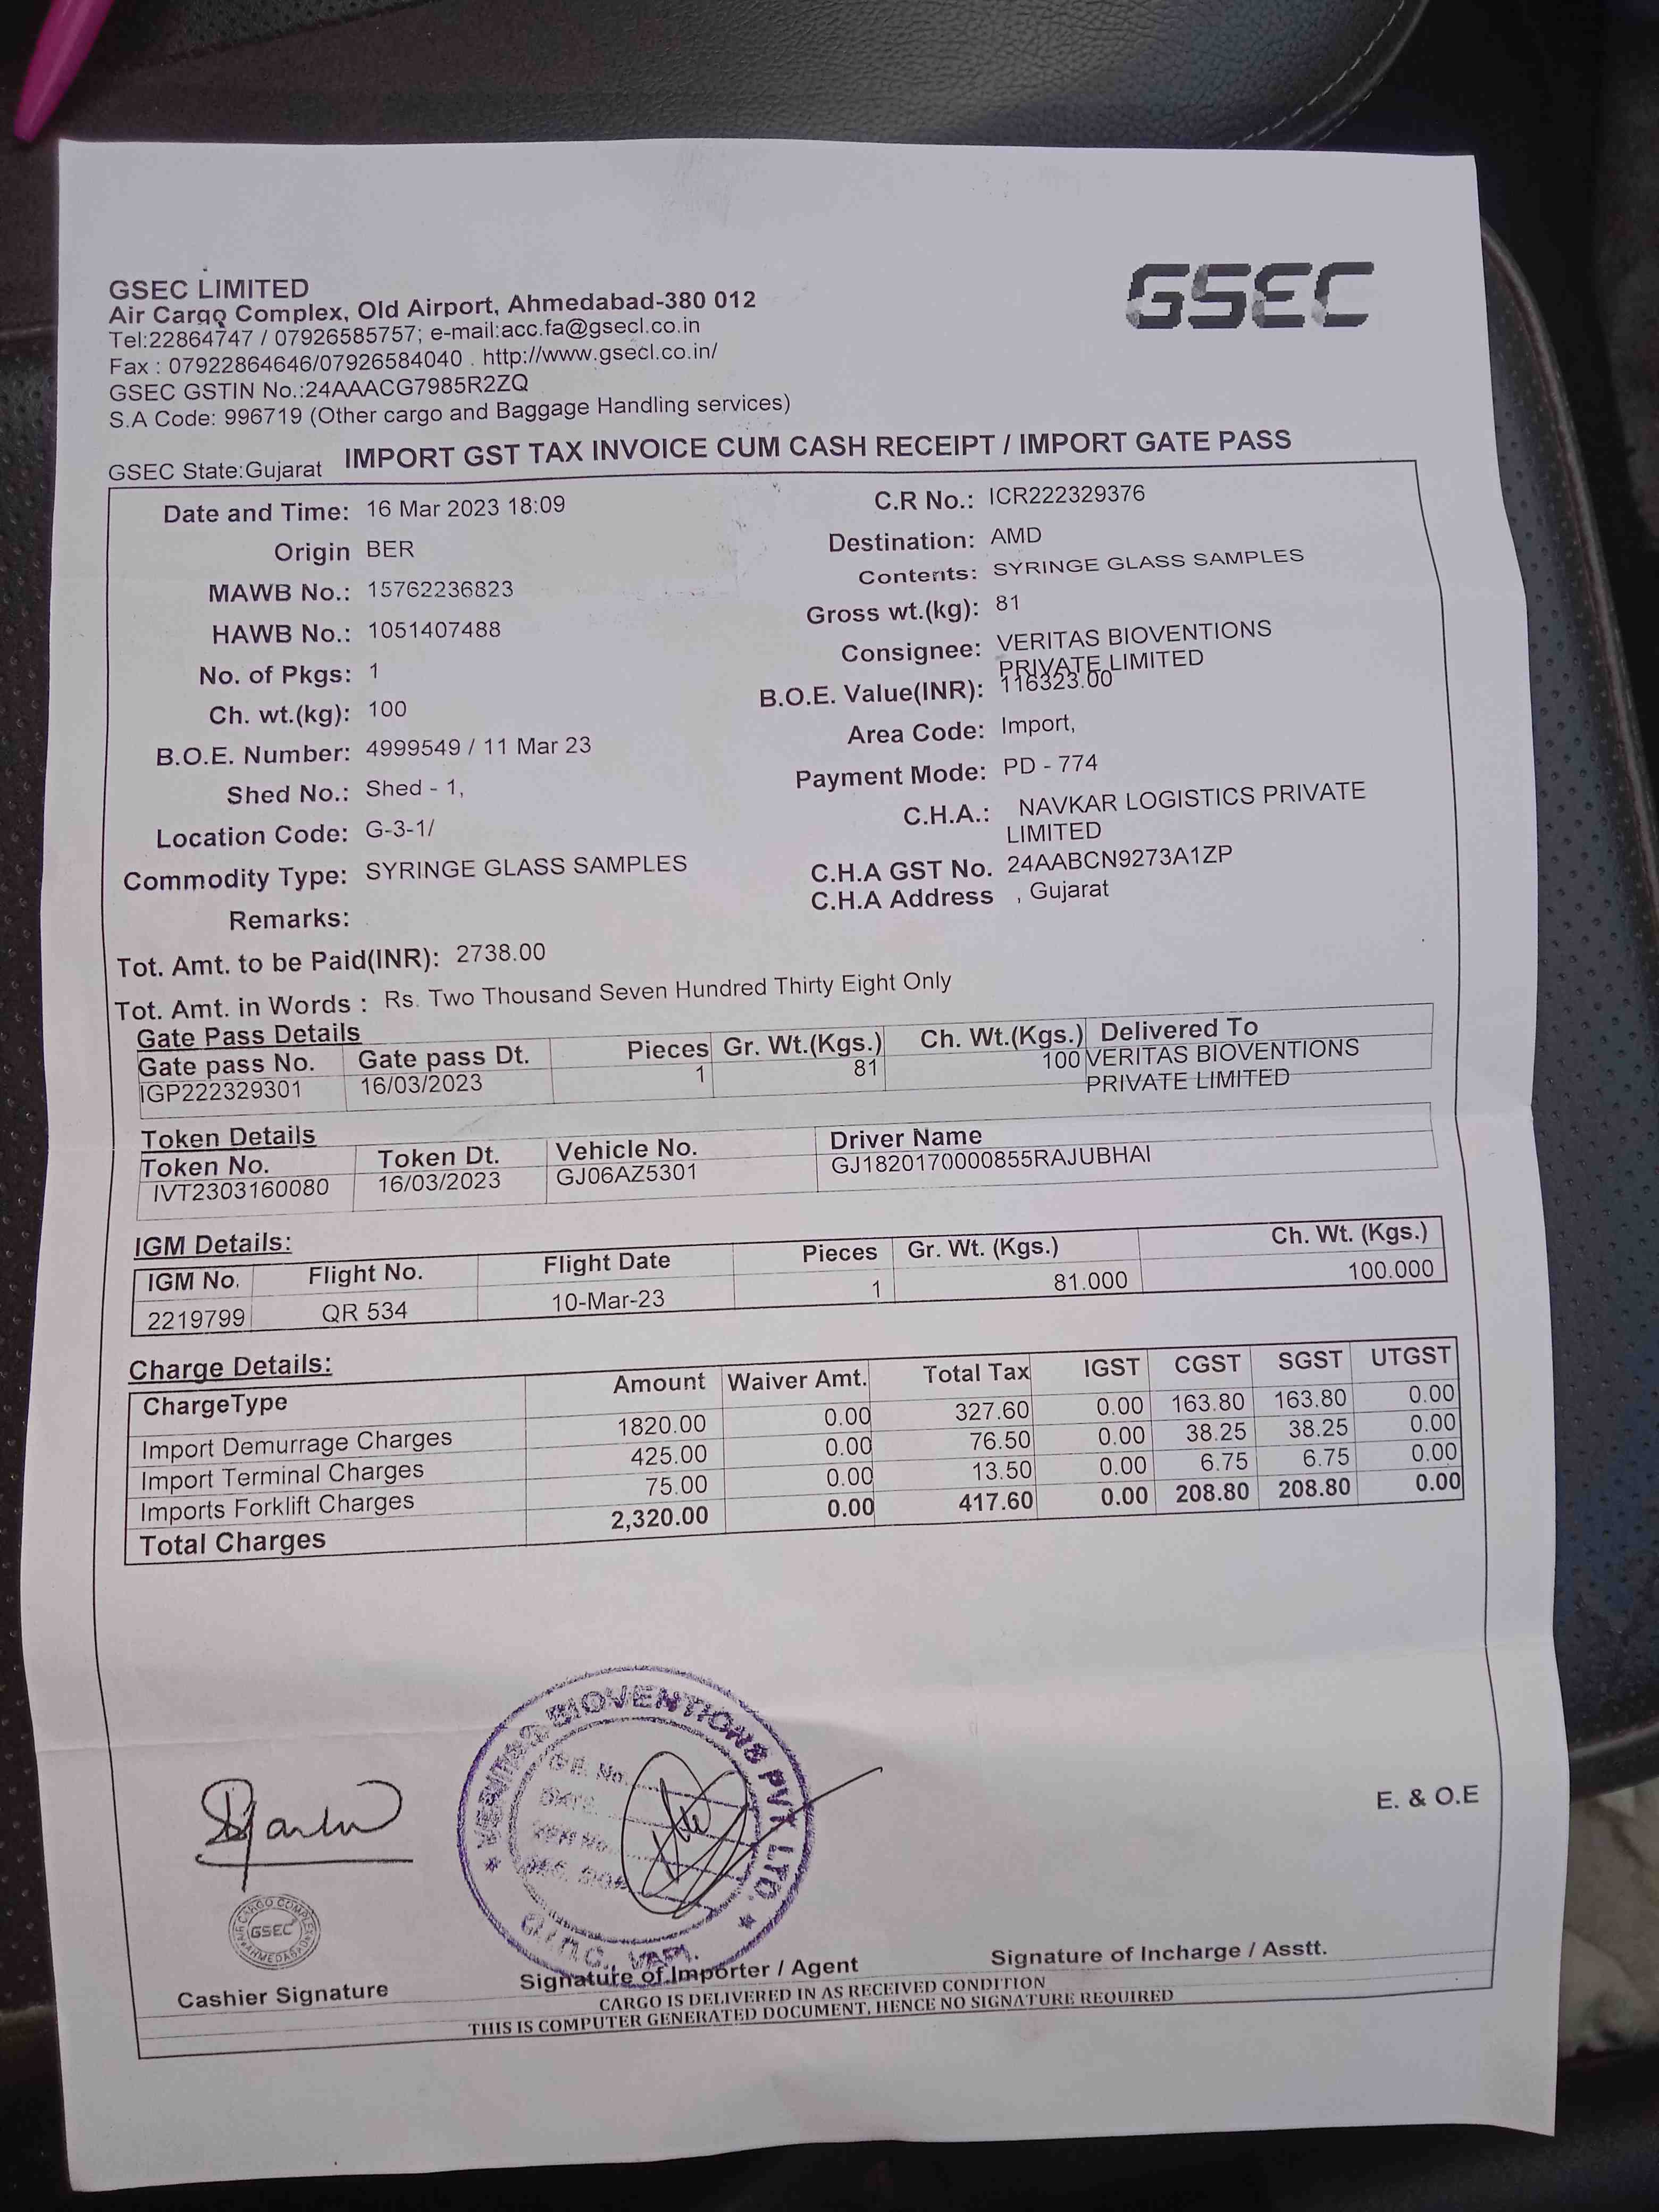 GSEC LIMITED
Air Cargo Complex, Old Airport, Ahmedabad-380 012
Tel:22864747 / 07926585757; e-mail:acc.fa@gsecl.co.in
Fax : 07922864646/07926584040 . http://www.gsecl.co.in/
GSEC GSTIN No.:24AAACG7985R2ZQ
S.A Code: 996719 (Other cargo and Baggage Handling services)
GSEC
GSEC State:Gujarat IMPORT GST TAX INVOICE CUM CASH RECEIPT / IMPORT GATE PASS
Date and Time: 16 Mar 2023 18:09 C.R No.: ICR222329376
Origin BER Destination: AMD
MAWB No.: 15762236823 Contents: SYRINGE GLASS SAMPLES
HAWB No.: 1051407488 Gross wt.(kg): 81
No. of Pkgs: 1 Consignee: VERITAS BIOVENTIONS
PRIVATE LIMITED
Ch. wt.(kg): 100 B.O.E. Value(INR): 116323.00
B.O.E. Number: 4999549 / 11 Mar 23 Area Code: Import,
Shed No.: Shed - 1, Payment Mode: PD - 774
Location Code: G-3-1/ C.H.A.: NAVKAR LOGISTICS PRIVATE
LIMITED
Commodity Type: SYRINGE GLASS SAMPLES C.H.A GST No. 24AABCN9273A1ZP
Remarks: C.H.A Address , Gujarat
Tot. Amt. to be Paid(INR): 2738.00
Tot. Amt. in Words : Rs. Two Thousand Seven Hundred Thirty Eight Only
Gate Pass Details
Gate pass No. Gate pass Dt. Pieces Gr. Wt.(Kgs.) Ch. Wt.(Kgs.) Delivered To
IGP222329301 16/03/2023 1 81 100 VERITAS BIOVENTIONS
PRIVATE LIMITED
Token Details
Token No. Token Dt. Vehicle No. Driver Name
IVT2303160080 16/03/2023 GJ06AZ5301 GJ1820170000855RAJUBHAI
IGM Details:
IGM No. Flight No. Flight Date Pieces Gr. Wt. (Kgs.) Ch. Wt. (Kgs.)
2219799 QR 534 10-Mar-23 1 81.000 100.000
Charge Details:
ChargeType Amount Waiver Amt. Total Tax IGST CGST SGST UTGST
Import Demurrage Charges 1820.00 0.00 327.60 0.00 163.80 163.80 0.00
Import Terminal Charges 425.00 0.00 76.50 0.00 38.25 38.25 0.00
Imports Forklift Charges 75.00 0.00 13.50 0.00 6.75 6.75 0.00
Total Charges 2,320.00 0.00 417.60 0.00 208.80 208.80 0.00
VERITAS BIOVENTIONS PVT. LTD.
DATE
E. & O.E
AIR CARGO COMPLEX
GSEC
AHMEDABAD
Cashier Signature Signature of Importer / Agent Signature of Incharge / Asstt.
CARGO IS DELIVERED IN AS RECEIVED CONDITION
THIS IS COMPUTER GENERATED DOCUMENT, HENCE NO SIGNATURE REQUIRED